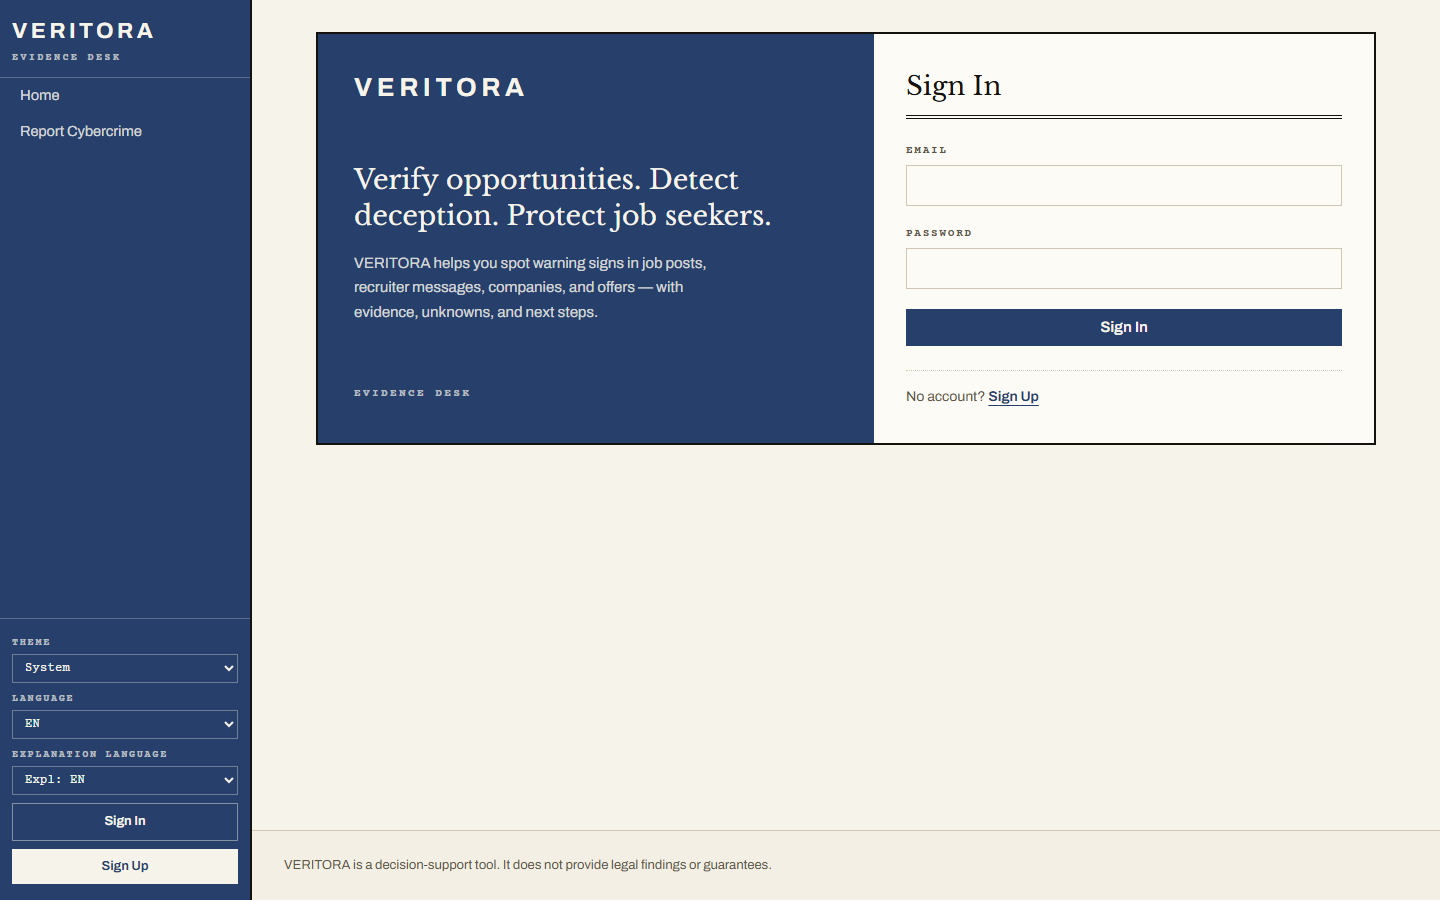 VERITORA
EVIDENCE DESK
Home
Report Cybercrime
THEME
System
LANGUAGE
EN
EXPLANATION LANGUAGE
Expl: EN
Sign In
Sign Up
VERITORA
Verify opportunities. Detect
deception. Protect job seekers.
VERITORA helps you spot warning signs in job posts,
recruiter messages, companies, and offers — with
evidence, unknowns, and next steps.
EVIDENCE DESK
Sign In
EMAIL
PASSWORD
Sign In
No account? Sign Up
VERITORA is a decision-support tool. It does not provide legal findings or guarantees.